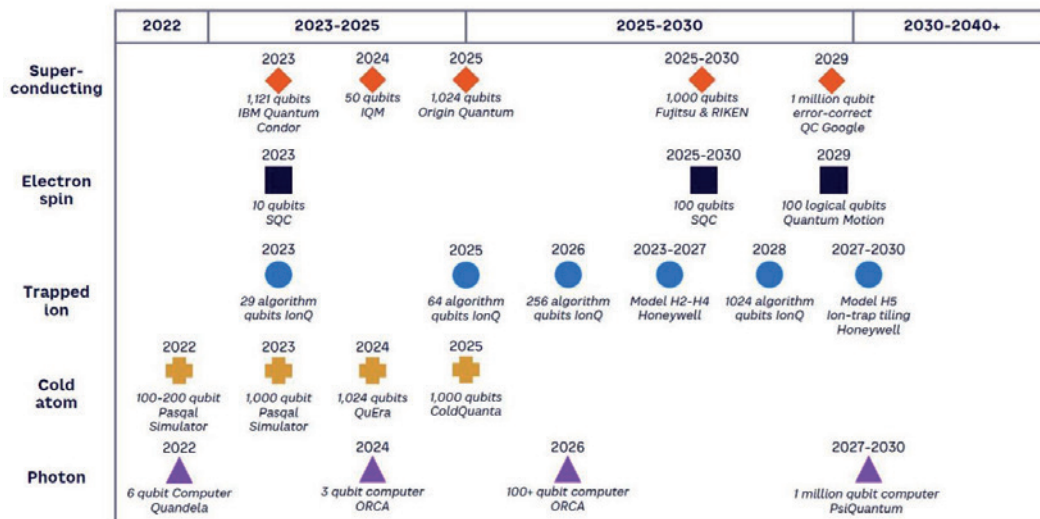 2022 2023-2025 2025-2030 2030-2040+
Super-
conducting
2023
1,121 qubits
IBM Quantum
Condor
2024
50 qubits
IQM
2025
1,024 qubits
Origin Quantum
2025-2030
1,000 qubits
Fujitsu & RIKEN
2029
1 million qubit
error-correct
QC Google
Electron
spin
2023
10 qubits
SQC
2025-2030
100 qubits
SQC
2029
100 logical qubits
Quantum Motion
Trapped
ion
2023
29 algorithm
qubits IonQ
2025
64 algorithm
qubits IonQ
2026
256 algorithm
qubits IonQ
2023-2027
Model H2-H4
Honeywell
2028
1024 algorithm
qubits IonQ
2027-2030
Model H5
Ion-trap tiling
Honeywell
Cold
atom
2022
100-200 qubit
Pasqal
Simulator
2023
1,000 qubit
Pasqal
Simulator
2024
1,024 qubits
QuEra
2025
1,000 qubits
ColdQuanta
Photon
2022
6 qubit Computer
Quandela
2024
3 qubit computer
ORCA
2026
100+ qubit computer
ORCA
2027-2030
1 million qubit computer
PsiQuantum